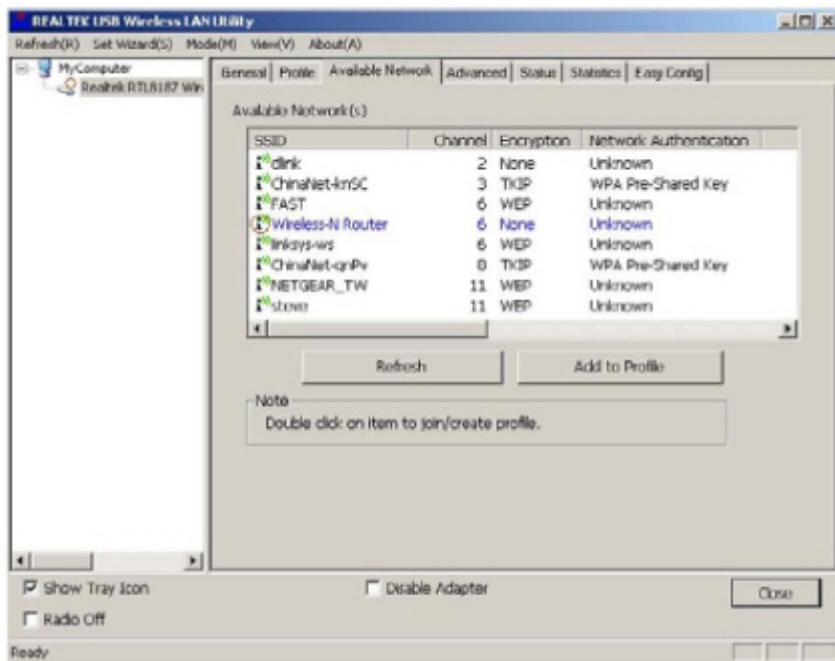 REALTEK USB Wireless LAN Utility
Refresh(R) Set Wizard(S) Mode(M) View(V) About(A)
MyComputer
Realtek RTL8187 Wire
General Profile Available Network Advanced Status Statistics Easy Config
Available Network(s)
SSID Channel Encryption Network Authentication
dlink 2 None Unknown
ChinaNet-knSC 3 TKIP WPA Pre-Shared Key
FAST 6 WEP Unknown
Wireless-N Router 6 None Unknown
linksys-ws 6 WEP Unknown
ChinaNet-qnPv 8 TKIP WPA Pre-Shared Key
NETGEAR_TW 11 WEP Unknown
steve 11 WEP Unknown
Refresh Add to Profile
Note
Double click on item to join/create profile.
Show Tray Icon Disable Adapter Close
Radio Off
Ready